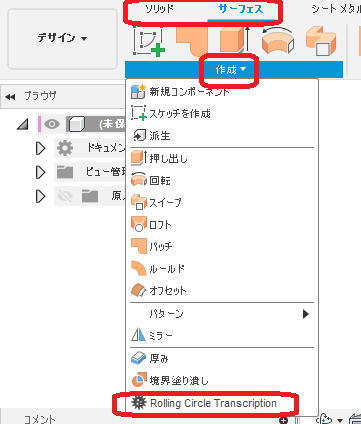 ソリッド サーフェス シート メタル
デザイン
作成
ブラウザ
新規コンポーネント
スケッチを作成
(未保
派生
ドキュメン
押し出し
ビュー管理
回転
原
スイープ
ロフト
パッチ
ルールド
オフセット
パターン
ミラー
厚み
境界塗り潰し
Rolling Circle Transcription
コメント